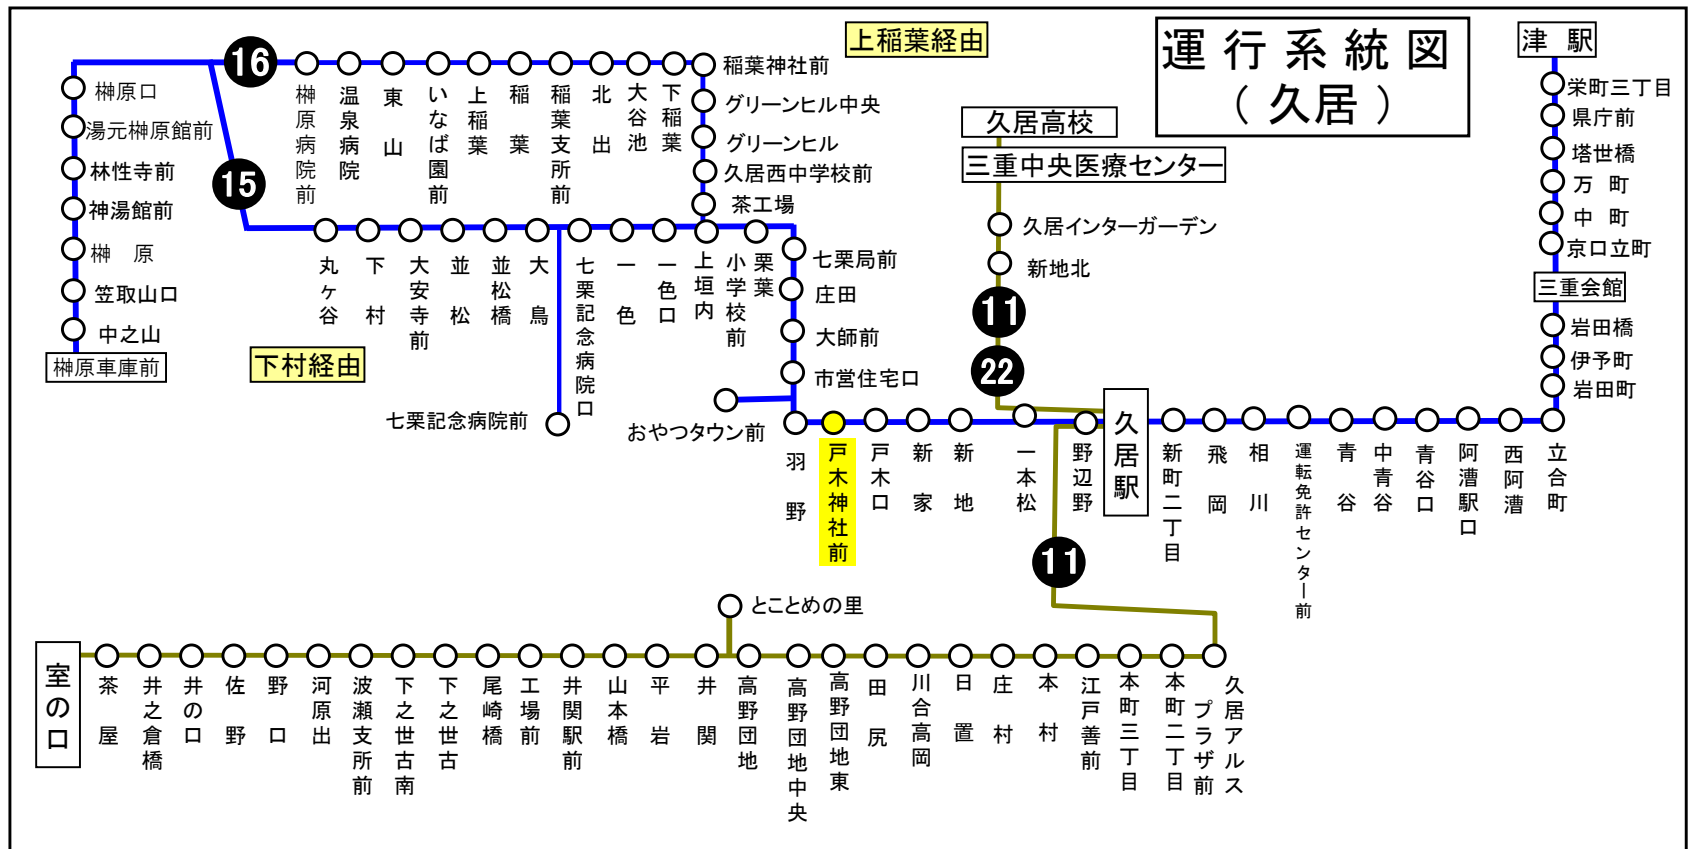 運行系統図
（久居）
上稲葉経由
津 駅
栄町三丁目
県庁前
塔世橋
万 町
中 町
京口立町
三重会館
岩田橋
伊予町
岩田町
久居高校
三重中央医療センター
久居インターガーデン
新地北
11
22
16
榊原病院前
温泉病院
東山
いなば園前
上稲葉
稲葉
稲葉支所前
北出
大谷池
下稲葉
稲葉神社前
グリーンヒル中央
グリーンヒル
久居西中学校前
茶工場
榊原口
湯元榊原館前
林性寺前
神湯館前
榊 原
笠取山口
中之山
榊原車庫前
15
丸ヶ谷
下村
大安寺前
並松
並松橋
大鳥
七栗記念病院口
一色
一色口
上垣内
栗葉
小学校前
下村経由
七栗記念病院前
七栗局前
庄田
大師前
市営住宅口
おやつタウン前
羽野
戸木神社前
戸木口
新家
新地
一本松
野辺野
久居駅
新町二丁目
飛岡
相川
運転免許センター前
青谷
中青谷
青谷口
阿漕駅口
西阿漕
立合町
11
とことめの里
室の口
茶屋
井之倉橋
井の口
佐野
野口
河原出
波瀬支所前
下之世古南
下之世古
尾崎橋
工場前
井関駅前
山本橋
平岩
井関
高野団地
高野団地中央
高野団地東
田尻
川合高岡
日置
庄村
本村
江戸善前
本町三丁目
本町二丁目
久居アルス
プラザ前